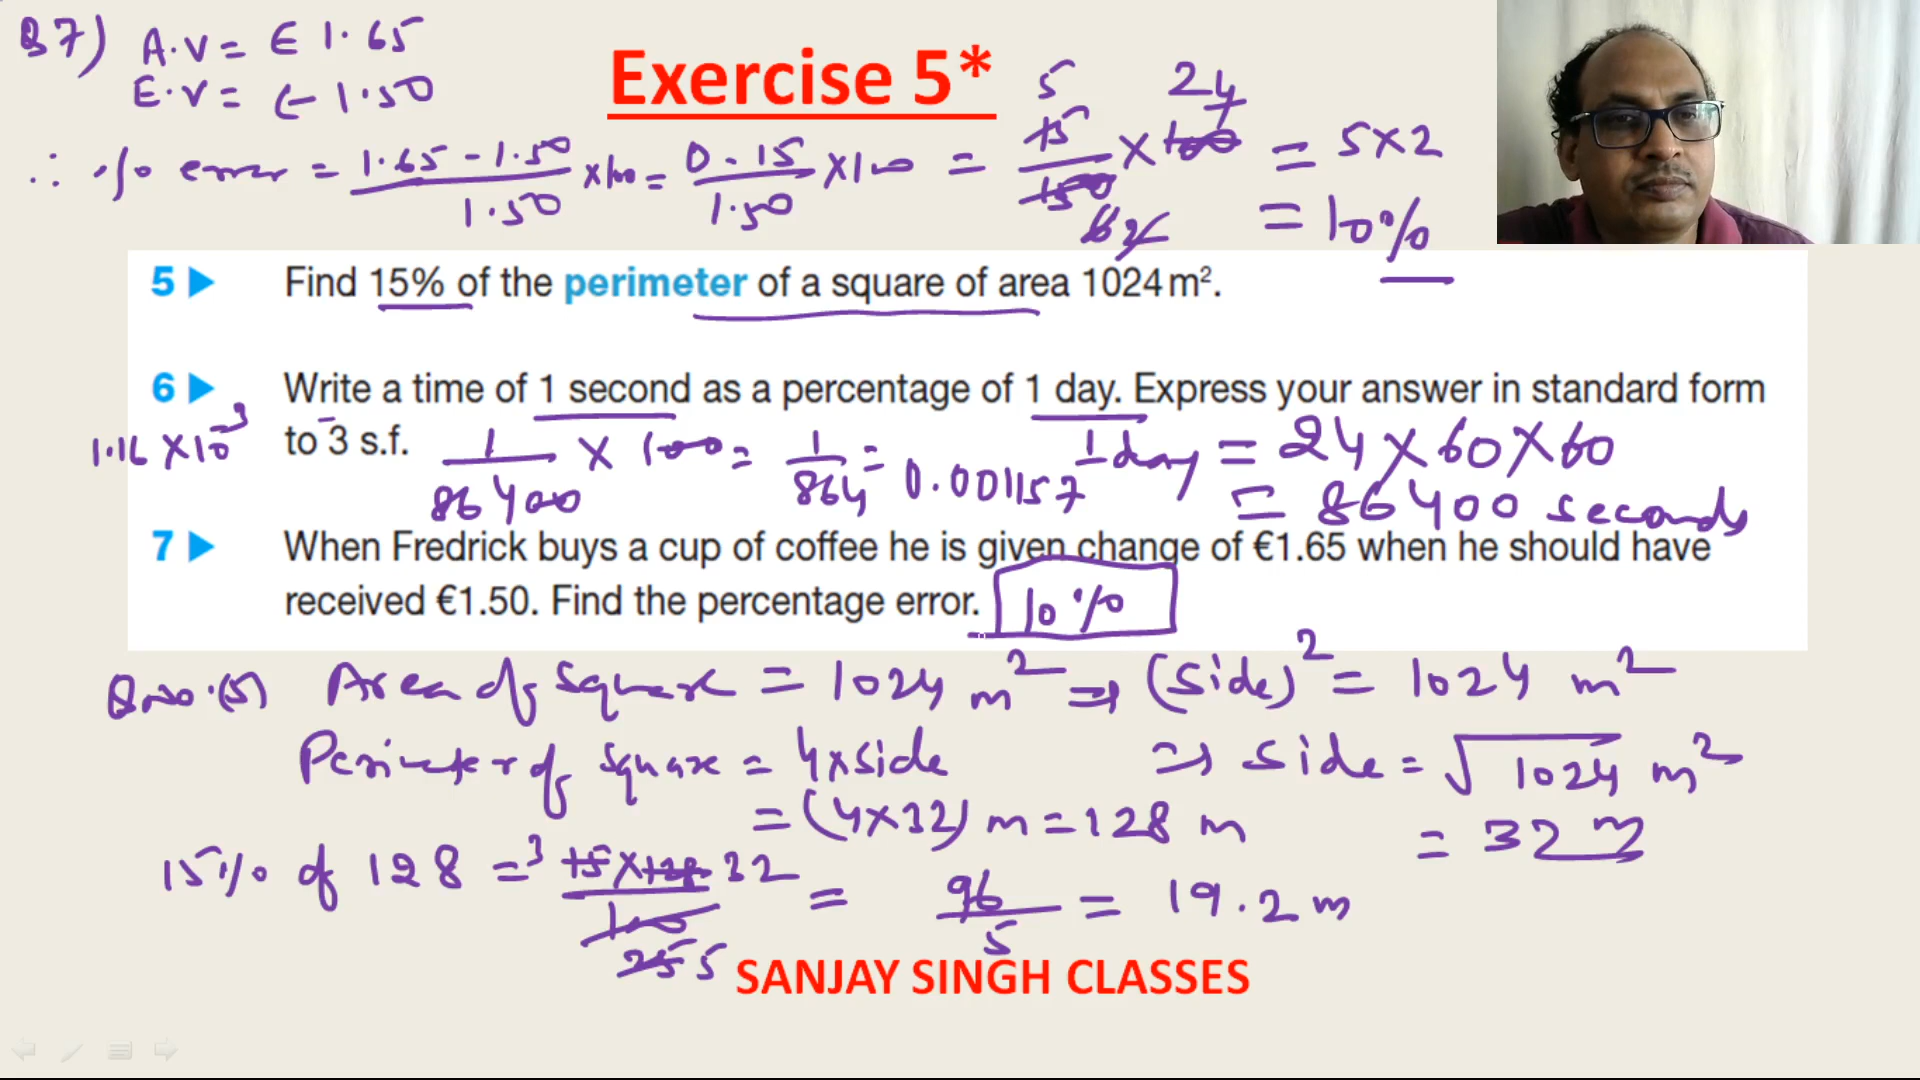 Q7) A.V = € 1.65
E.V = € 1.50
Exercise 5*
∴ % error = 1.65 - 1.50 / 1.50 × 100 = 0.15 / 1.50 × 100 = 15 / 150 × 100 = 5 × 2
5 24
= 10%
5 ▶ Find 15% of the perimeter of a square of area 1024 m².
6 ▶ Write a time of 1 second as a percentage of 1 day. Express your answer in standard form
to 3 s.f.
1.16 × 10⁻³
1 / 86400 × 100 = 1 / 864 = 0.001157
1 day = 24 × 60 × 60
= 86400 seconds
7 ▶ When Fredrick buys a cup of coffee he is given change of €1.65 when he should have
received €1.50. Find the percentage error. 10%
Q.no.(5) Area of square = 1024 m² ⇒ (side)² = 1024 m²
Perimeter of square = 4×side ⇒ side = √1024 m²
= (4×32) m = 128 m = 32 m
15% of 128 = 3 15×128 32 / 100 25 5 = 96 / 5 = 19.2 m
SANJAY SINGH CLASSES